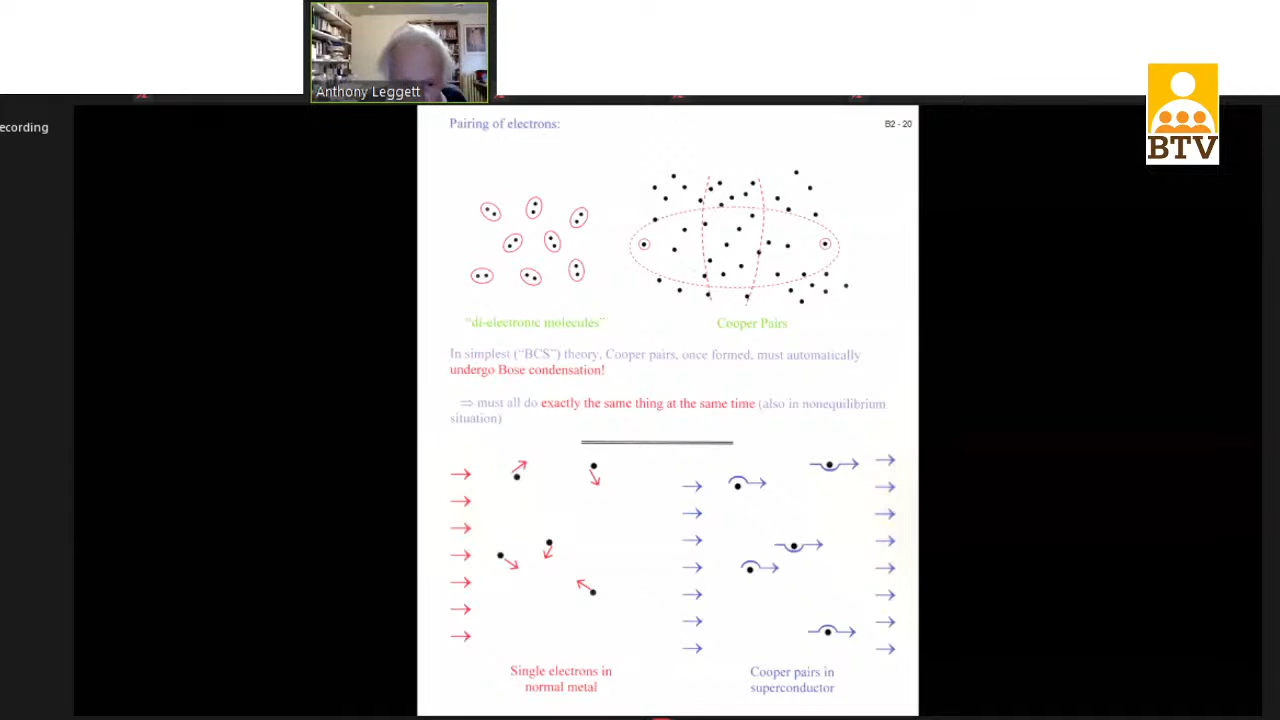 Anthony Leggett
ecording
BTV
Pairing of electrons:
B2 - 20
"di-electronic molecules"
Cooper Pairs
In simplest ("BCS") theory, Cooper pairs, once formed, must automatically
undergo Bose condensation!
⇒ must all do exactly the same thing at the same time (also in nonequilibrium
situation)
Single electrons in
normal metal
Cooper pairs in
superconductor